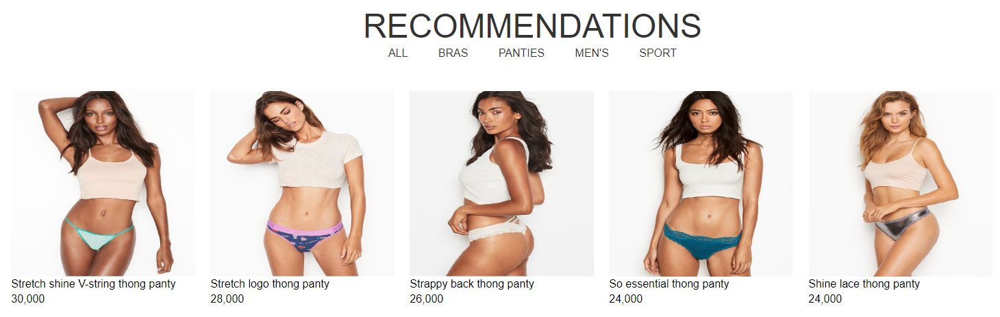 RECOMMENDATIONS
ALL BRAS PANTIES MEN'S SPORT
Stretch shine V-string thong panty
30,000
Stretch logo thong panty
28,000
Strappy back thong panty
26,000
So essential thong panty
24,000
Shine lace thong panty
24,000